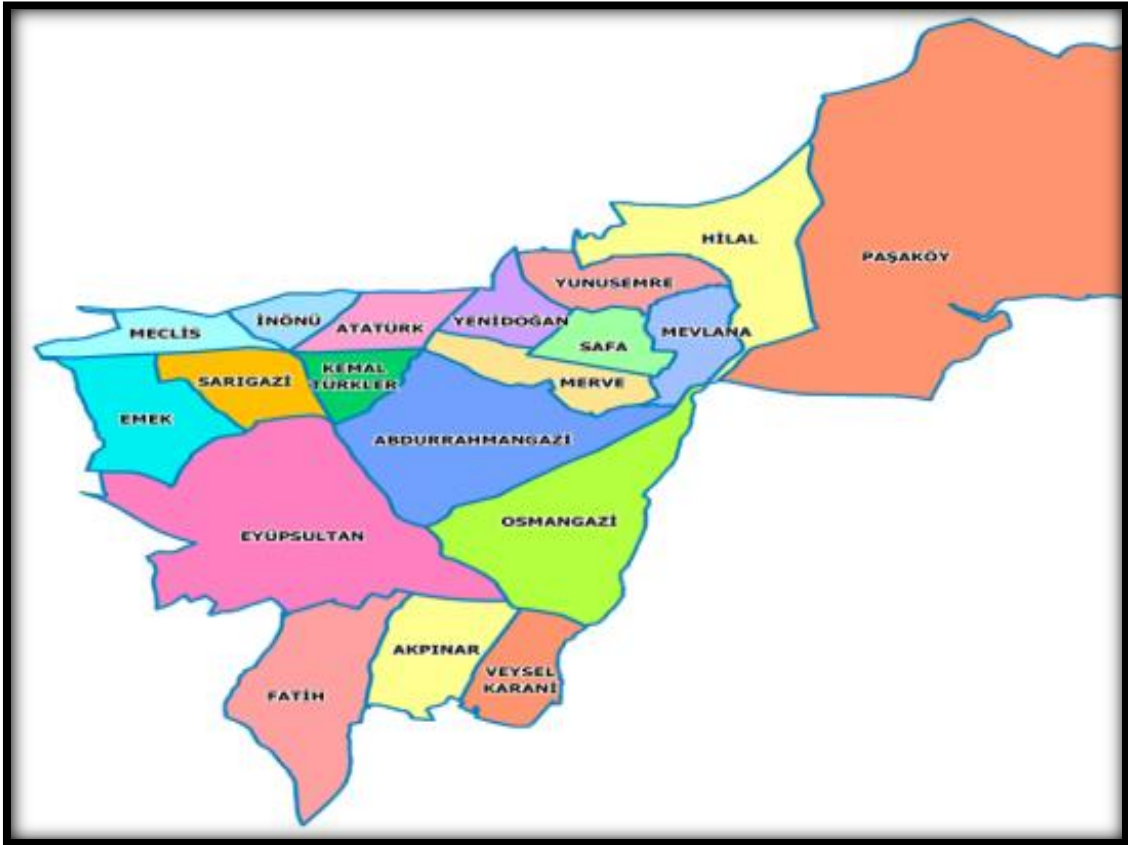 HİLAL
PAŞAKÖY
YUNUSEMRE
İNÖNÜ
YENİDOĞAN
ATATÜRK
MECLİS
MEVLANA
SAFA
KEMAL
TÜRKLER
SARIGAZİ
MERVE
EMEK
ABDURRAHMANGAZİ
OSMANGAZİ
EYÜPSULTAN
AKPINAR
VEYSEL
KARANİ
FATİH